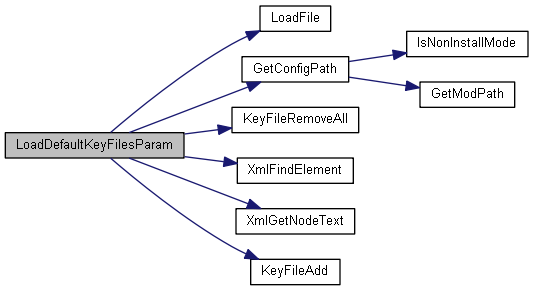 LoadFile
IsNonInstallMode
GetConfigPath
GetModPath
KeyFileRemoveAll
LoadDefaultKeyFilesParam
XmlFindElement
XmlGetNodeText
KeyFileAdd